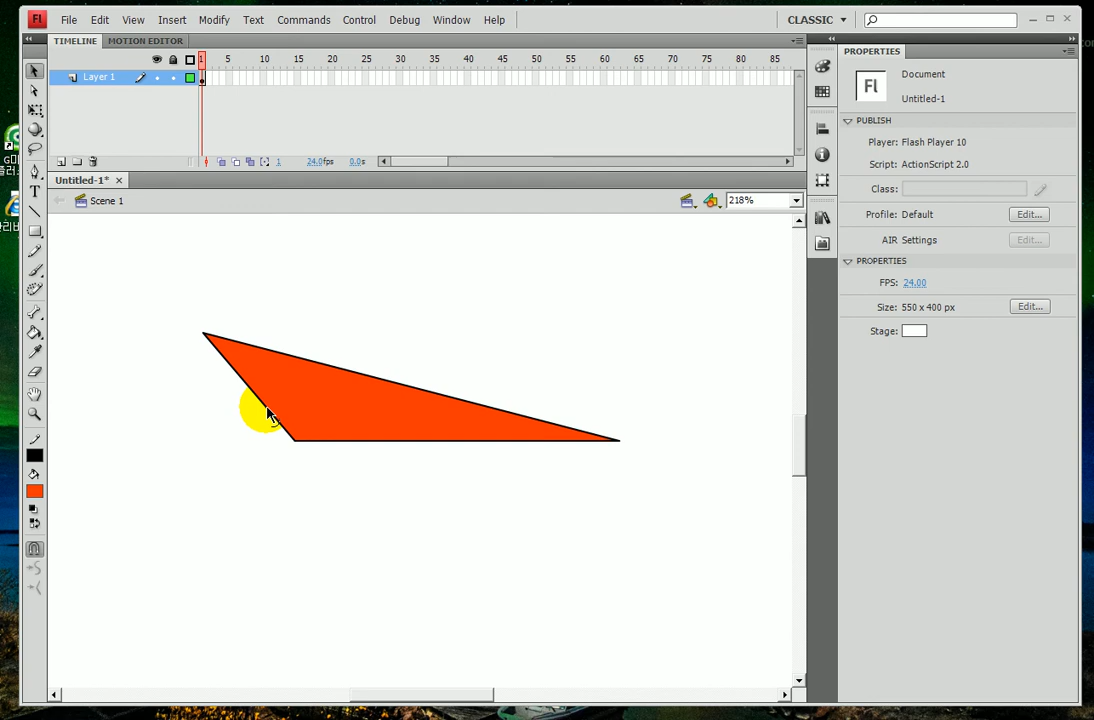 Fl File Edit View Insert Modify Text Commands Control Debug Window Help CLASSIC
TIMELINE MOTION EDITOR
1 5 10 15 20 25 30 35 40 45 50 55 60 65 70 75 80 85
Layer 1
1 24.0fps 0.0s
Untitled-1*
Scene 1 218%
T
PROPERTIES
Fl
Document
Untitled-1
PUBLISH
Player: Flash Player 10
Script: ActionScript 2.0
Class:
Profile: Default Edit...
AIR Settings Edit...
PROPERTIES
FPS: 24.00
Size: 550 x 400 px Edit...
Stage: